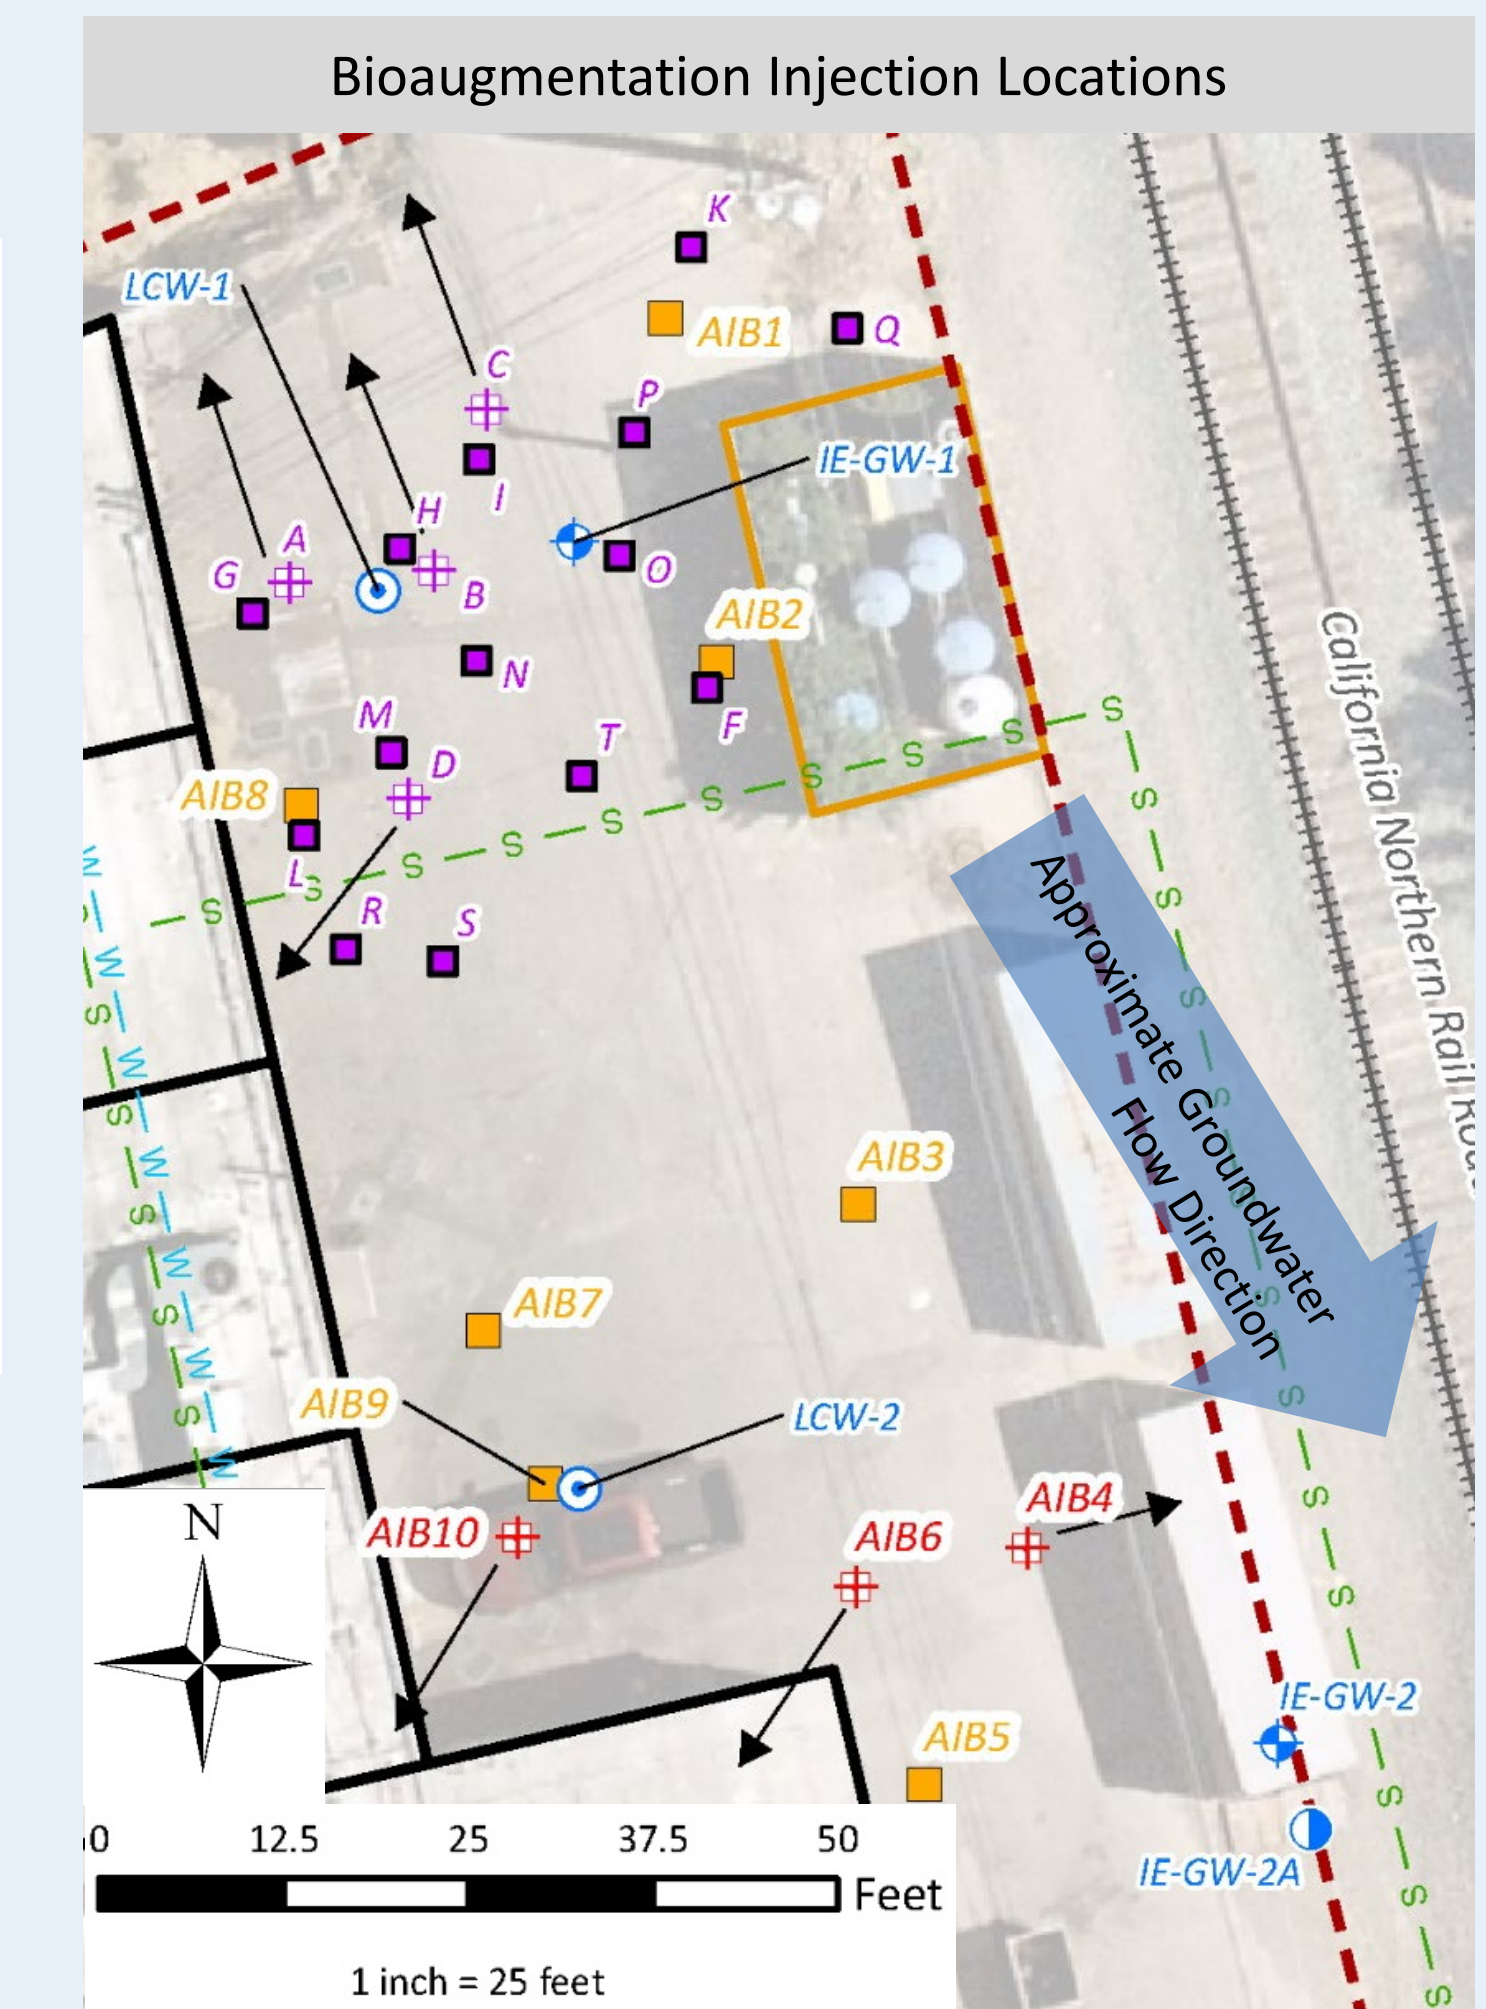 Bioaugmentation Injection Locations
K
LCW-1
AIB1
Q
C
P
IE-GW-1
I
H
A
G
O
B
AIB2
N
M
F
T
D
AIB8
L
R
S
California Northern Rail Road
Approximate Groundwater
Flow Direction
AIB3
AIB7
AIB9
LCW-2
AIB4
AIB10
AIB6
N
IE-GW-2
AIB5
IE-GW-2A
0 12.5 25 37.5 50
Feet
1 inch = 25 feet
S S S S S S S S S
S S S S S S S S S S S S S
S S S S S
W W W W W W W